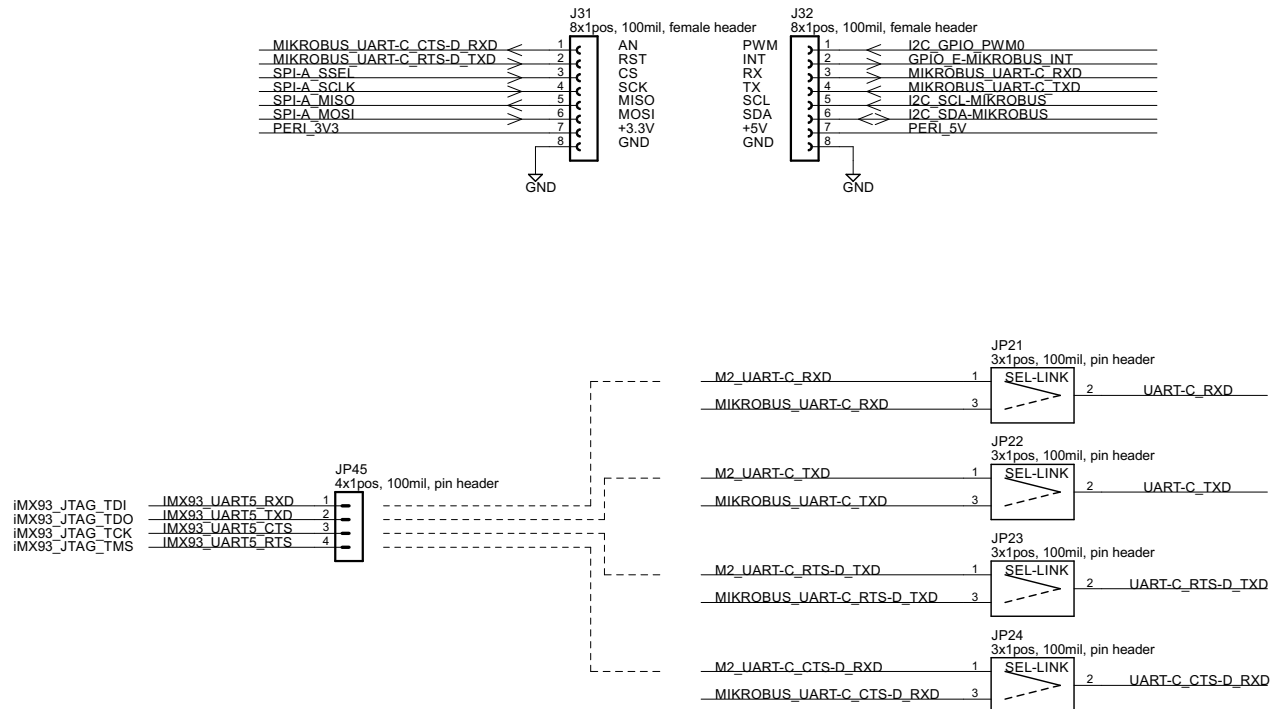 J31
8x1pos, 100mil, female header
J32
8x1pos, 100mil, female header
MIKROBUS_UART-C_CTS-D_RXD 1 AN
MIKROBUS_UART-C_RTS-D_TXD 2 RST
SPI-A_SSEL 3 CS
SPI-A_SCLK 4 SCK
SPI-A_MISO 5 MISO
SPI-A_MOSI 6 MOSI
PERI_3V3 7 +3.3V
8 GND
GND
PWM 1 I2C_GPIO_PWM0
INT 2 GPIO_E-MIKROBUS_INT
RX 3 MIKROBUS_UART-C_RXD
TX 4 MIKROBUS_UART-C_TXD
SCL 5 I2C_SCL-MIKROBUS
SDA 6 I2C_SDA-MIKROBUS
+5V 7 PERI_5V
GND 8
GND
JP45
4x1pos, 100mil, pin header
iMX93_JTAG_TDI IMX93_UART5_RXD 1
iMX93_JTAG_TDO IMX93_UART5_TXD 2
iMX93_JTAG_TCK IMX93_UART5_CTS 3
iMX93_JTAG_TMS IMX93_UART5_RTS 4
JP21
3x1pos, 100mil, pin header
M2_UART-C_RXD 1 SEL-LINK
2 UART-C_RXD
MIKROBUS_UART-C_RXD 3
JP22
3x1pos, 100mil, pin header
M2_UART-C_TXD 1 SEL-LINK
2 UART-C_TXD
MIKROBUS_UART-C_TXD 3
JP23
3x1pos, 100mil, pin header
M2_UART-C_RTS-D_TXD 1 SEL-LINK
2 UART-C_RTS-D_TXD
MIKROBUS_UART-C_RTS-D_TXD 3
JP24
3x1pos, 100mil, pin header
M2_UART-C_CTS-D_RXD 1 SEL-LINK
2 UART-C_CTS-D_RXD
MIKROBUS_UART-C_CTS-D_RXD 3